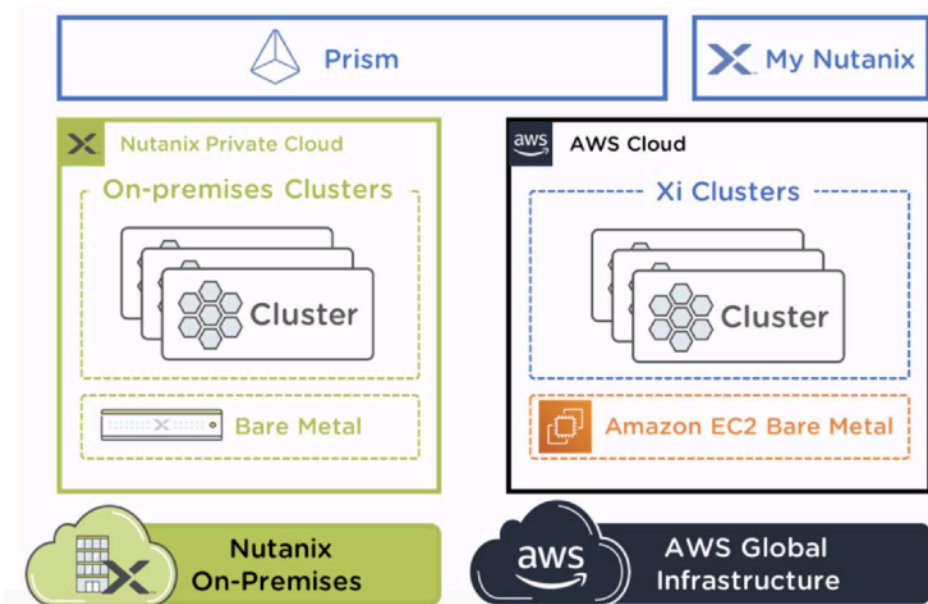 Prism
My Nutanix
Nutanix Private Cloud
On-premises Clusters
Cluster
Bare Metal
aws
AWS Cloud
Xi Clusters
Cluster
Amazon EC2 Bare Metal
Nutanix
On-Premises
aws
AWS Global
Infrastructure